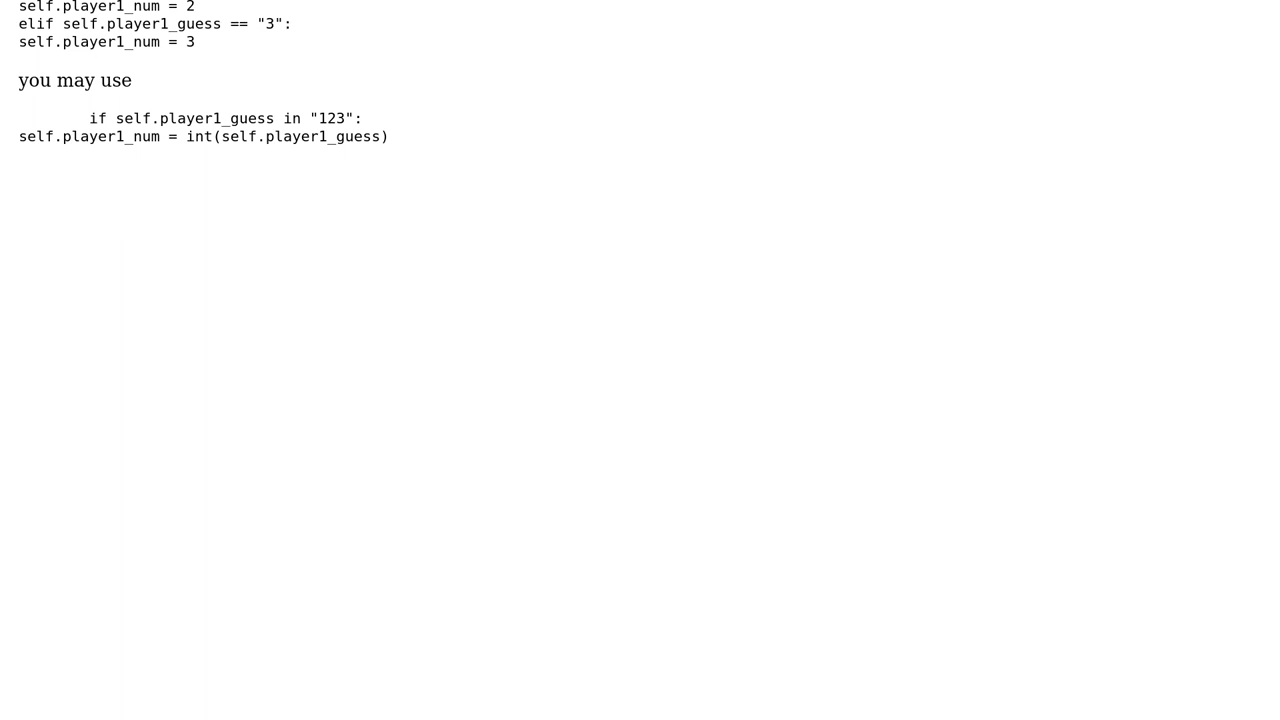 self.player1_num = 2
elif self.player1_guess == "3":
self.player1_num = 3
you may use
if self.player1_guess in "123":
self.player1_num = int(self.player1_guess)